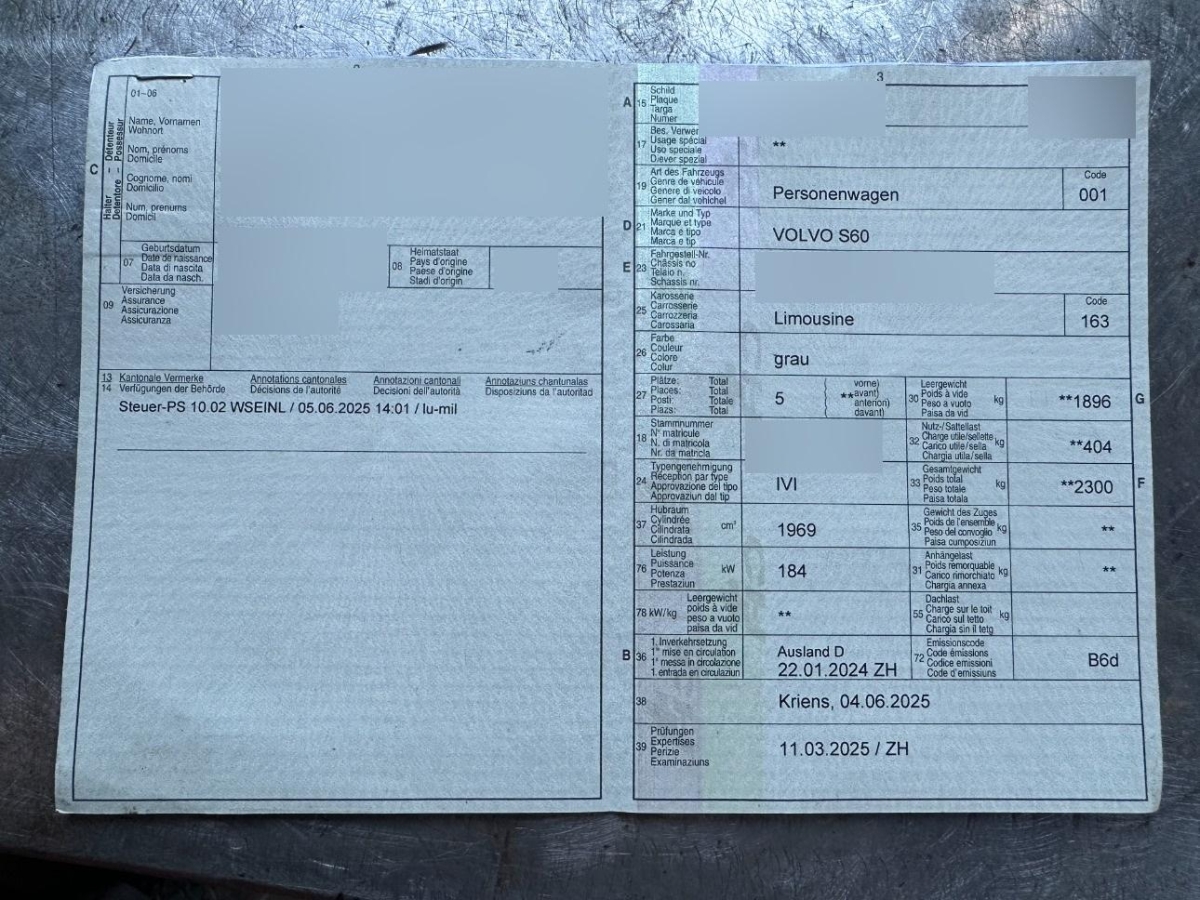 3
01-06
Name, Vornamen
Wohnort
Nom, prénoms
Domicile
Cognome, nomi
Domicilio
Num, prenums
Domicil
C
Halter – Détenteur
Detentore – Possessur
07
Geburtsdatum
Date de naissance
Data di nascita
Data da nasch.
08
Heimatstaat
Pays d'origine
Paese d'origine
Stadi d'origin
09
Versicherung
Assurance
Assicurazione
Assicuranza
13 Kantonale Vermerke Annotations cantonales Annotazioni cantonali Annotaziuns chantunalas
14 Verfügungen der Behörde Décisions de l'autorité Decisioni dell'autorità Disposiziuns da l'autoritad
Steuer-PS 10.02 WSEINL / 05.06.2025 14:01 / lu-mil
A 15
Schild
Plaque
Targa
Numer
17
Bes. Verwer
Usage spécial
Uso speciale
Diever spezial
**
19
Art des Fahrzeugs
Genre de véhicule
Genere di veicolo
Gener dal vehichel
Personenwagen
Code
001
D 21
Marke und Typ
Marque et type
Marca e tipo
Marca e tip
VOLVO S60
E 23
Fahrgestell-Nr.
Châssis no
Telaio n.
Schassis nr.
25
Karosserie
Carrosserie
Carrozzeria
Carossaria
Limousine
Code
163
26
Farbe
Couleur
Colore
Colur
grau
27
Plätze: Total
Places: Total
Posti: Totale
Plazs: Total
5
( vorne)
**avant)
anteriori)
davant)
30
Leergewicht
Poids à vide
Peso a vuoto
Paisa da vid
kg
**1896
G
18
Stammnummer
N° matricule
N. di matricola
Nr. da matricla
32
Nutz-/Sattellast
Charge utile/sellette
Carico utile/sella
Chargia utila/sella
kg
**404
24
Typengenehmigung
Réception par type
Approvazione del tipo
Approvaziun dal tip
IVI
33
Gesamtgewicht
Poids total
Peso totale
Paisa totala
kg
**2300
F
37
Hubraum
Cylindrée
Cilindrata
Cilindrada
cm³
1969
35
Gewicht des Zuges
Poids de l'ensemble
Peso del convoglio
Paisa cumposiziun
kg
**
76
Leistung
Puissance
Potenza
Prestaziun
kW
184
31
Anhängelast
Poids remorquable
Carico rimorchiato
Chargia annexa
kg
**
78 kW/kg
Leergewicht
poids à vide
peso a vuoto
paisa da vid
**
55
Dachlast
Charge sur le toit
Carico sul tetto
Chargia sin il tetg
kg
B 36
1. Inverkehrsetzung
1re mise en circulation
1a messa in circolazione
1. entrada en circulaziun
Ausland D
22.01.2024 ZH
72
Emissionscode
Code émissions
Codice emissioni
Code d'emissiuns
B6d
38
Kriens, 04.06.2025
39
Prüfungen
Expertises
Perizie
Examinaziuns
11.03.2025 / ZH